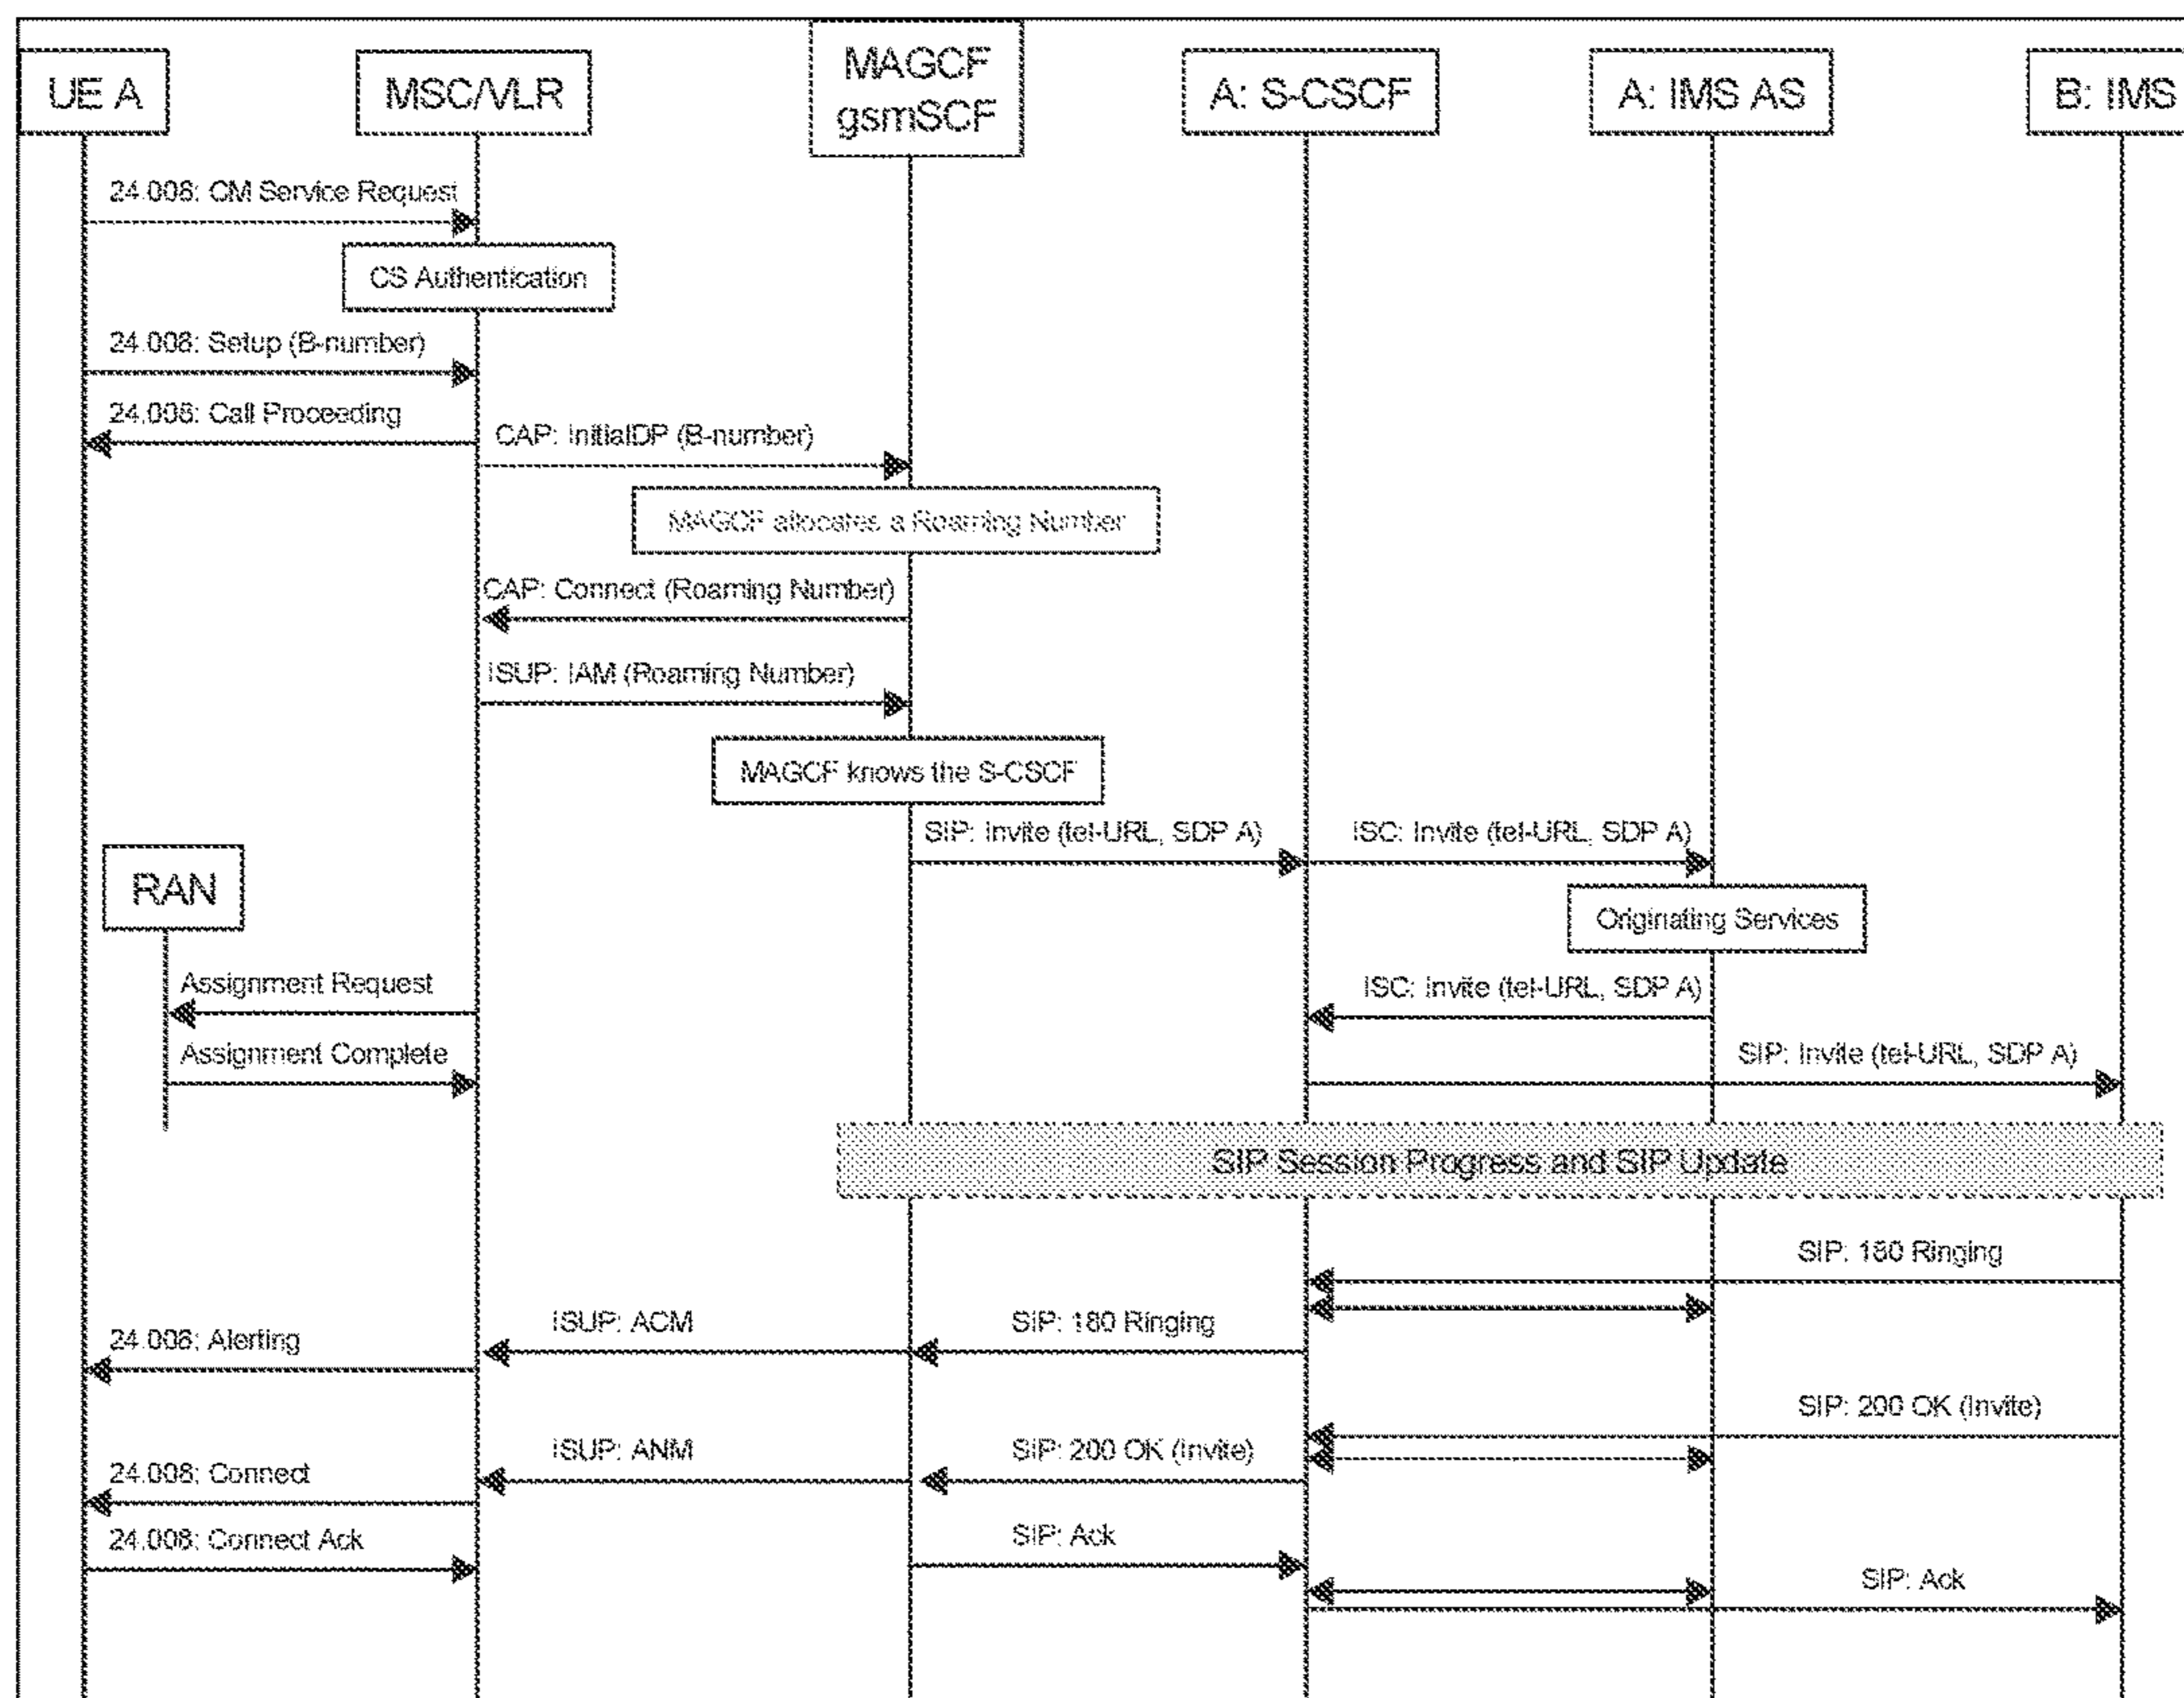 UE A
MSC/VLR
MAGCF
gsmSCF
A: S-CSCF
A: IMS AS
B: IMS
24.008: CM Service Request
CS Authentication
24.008: Setup (B-number)
24.008: Call Proceeding
CAP: InitialDP (B-number)
MAGCF allocates a Roaming Number
CAP: Connect (Roaming Number)
ISUP: IAM (Roaming Number)
MAGCF knows the S-CSCF
SIP: Invite (tel-URL, SDP A)
ISC: Invite (tel-URL, SDP A)
RAN
Originating Services
Assignment Request
ISC: Invite (tel-URL, SDP A)
Assignment Complete
SIP: Invite (tel-URL, SDP A)
SIP Session Progress and SIP Update
SIP: 180 Ringing
ISUP: ACM
SIP: 180 Ringing
24.008: Alerting
SIP: 200 OK (Invite)
ISUP: ANM
SIP: 200 OK (Invite)
24.008: Connect
24.008: Connect Ack
SIP: Ack
SIP: Ack